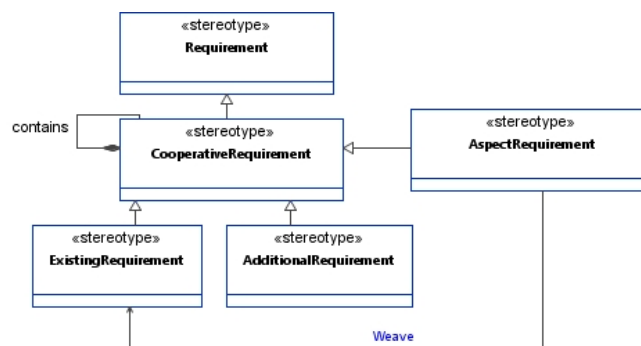 «stereotype»
Requirement
contains
«stereotype»
CooperativeRequirement
«stereotype»
AspectRequirement
«stereotype»
ExistingRequirement
«stereotype»
AdditionalRequirement
Weave